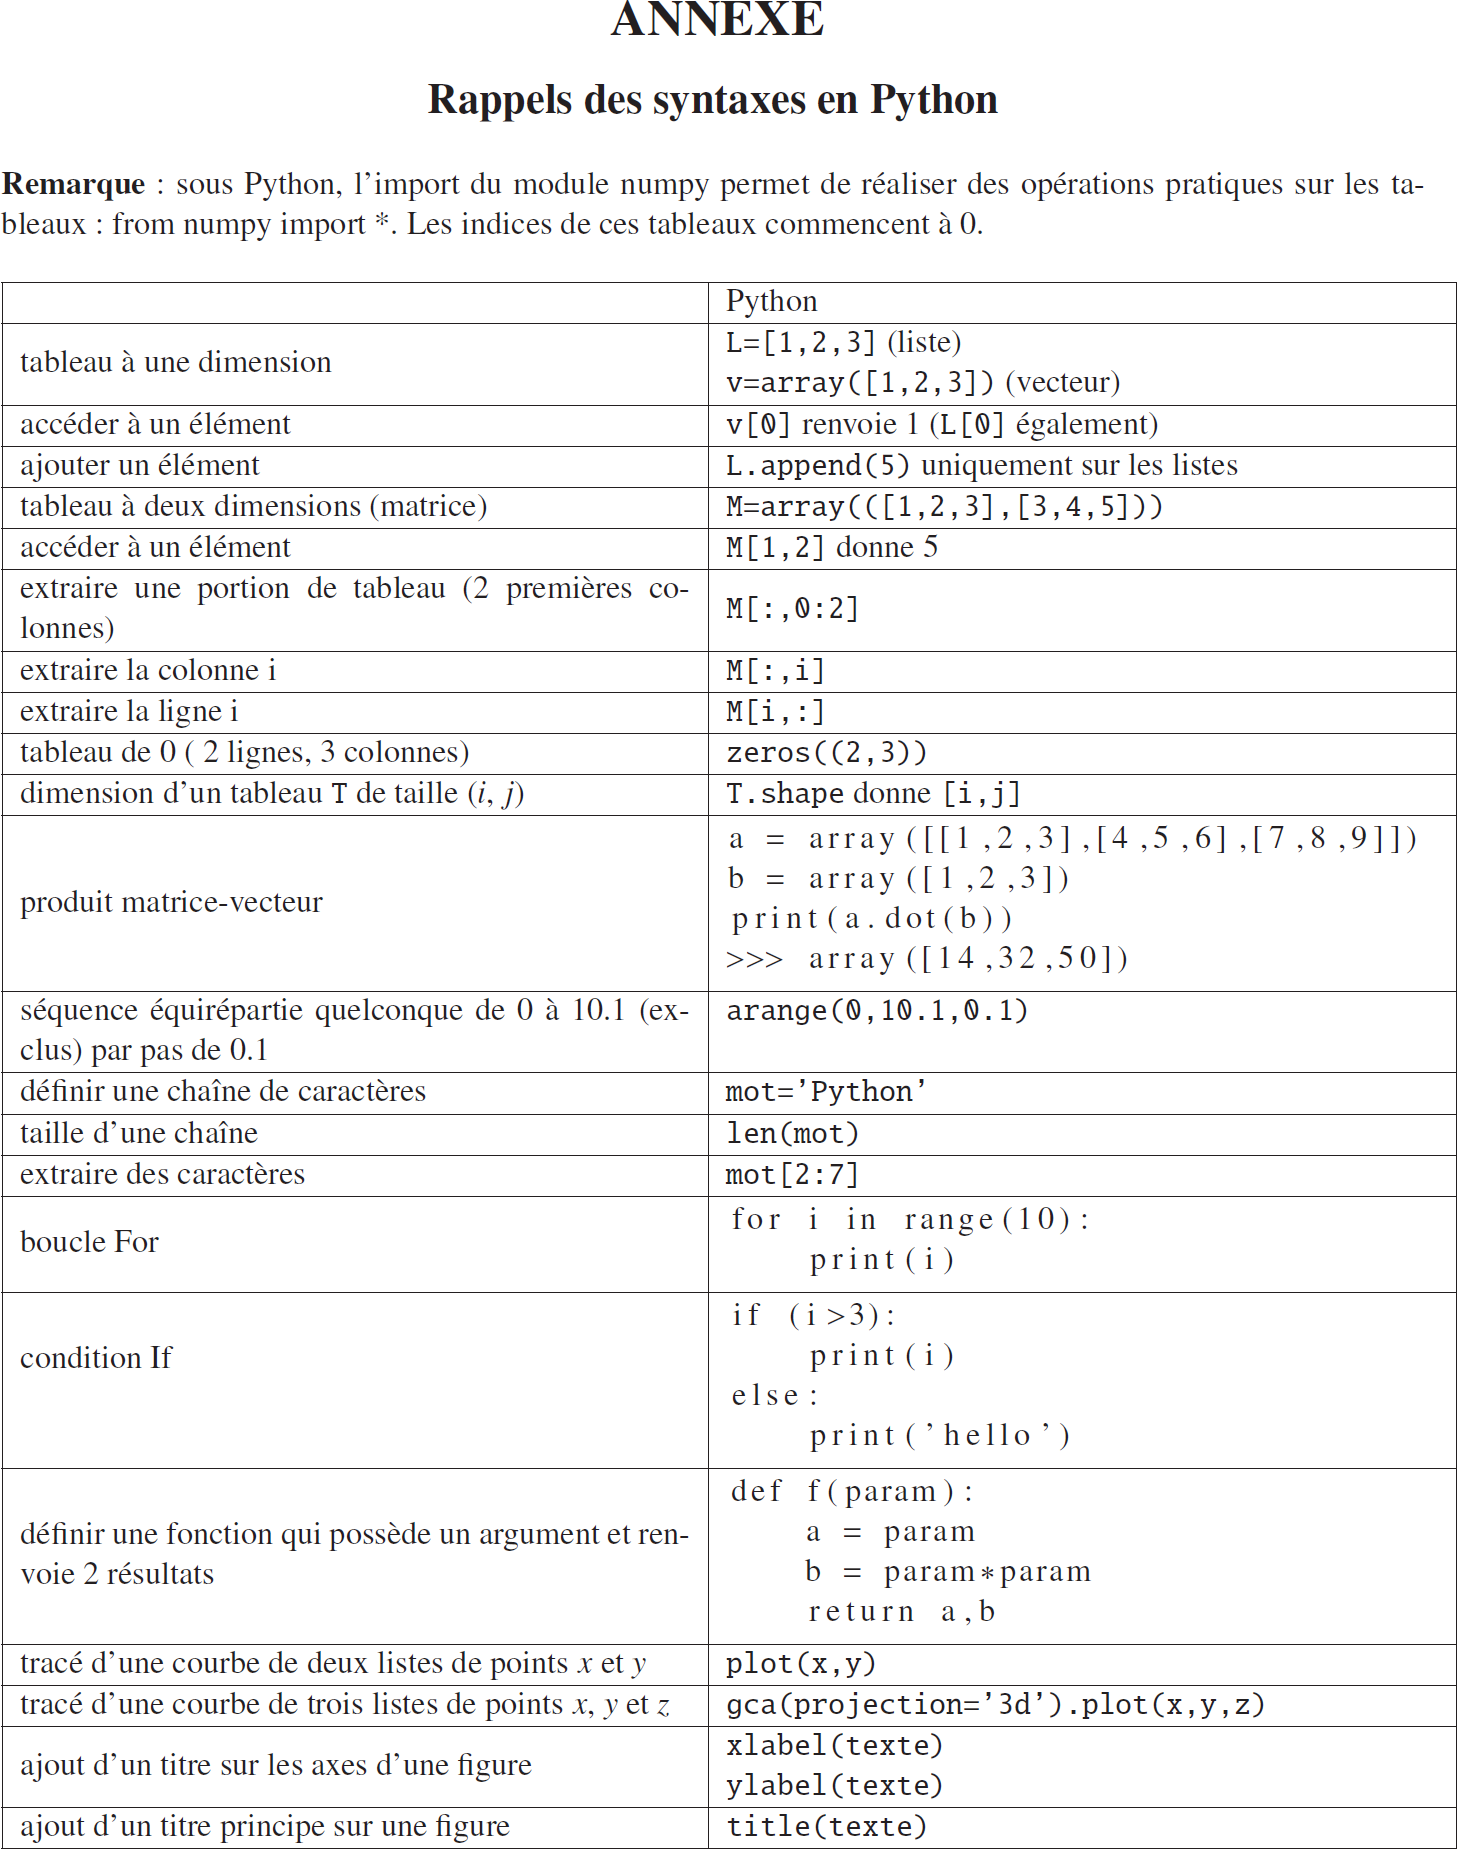 ANNEXE
Rappels des syntaxes en Python
Remarque : sous Python, l'import du module numpy permet de réaliser des opérations pratiques sur les ta-
bleaux : from numpy import *. Les indices de ces tableaux commencent à 0.
Python
tableau à une dimension
L=[1,2,3] (liste)
v=array([1,2,3]) (vecteur)
accéder à un élément
v[0] renvoie 1 (L[0] également)
ajouter un élément
L.append(5) uniquement sur les listes
tableau à deux dimensions (matrice)
M=array(([1,2,3],[3,4,5]))
accéder à un élément
M[1,2] donne 5
extraire une portion de tableau (2 premières co-
lonnes)
M[:,0:2]
extraire la colonne i
M[:,i]
extraire la ligne i
M[i,:]
tableau de 0 ( 2 lignes, 3 colonnes)
zeros((2,3))
dimension d'un tableau T de taille (i, j)
T.shape donne [i,j]
produit matrice-vecteur
a = array([[1,2,3],[4,5,6],[7,8,9]])
b = array([1,2,3])
print(a.dot(b))
>>> array([14,32,50])
séquence équirépartie quelconque de 0 à 10.1 (ex-
clus) par pas de 0.1
arange(0,10.1,0.1)
définir une chaîne de caractères
mot='Python'
taille d'une chaîne
len(mot)
extraire des caractères
mot[2:7]
boucle For
for i in range(10):
print(i)
condition If
if (i>3):
print(i)
else:
print('hello')
définir une fonction qui possède un argument et ren-
voie 2 résultats
def f(param):
a = param
b = param*param
return a,b
tracé d'une courbe de deux listes de points x et y
plot(x,y)
tracé d'une courbe de trois listes de points x, y et z
gca(projection='3d').plot(x,y,z)
ajout d'un titre sur les axes d'une figure
xlabel(texte)
ylabel(texte)
ajout d'un titre principe sur une figure
title(texte)